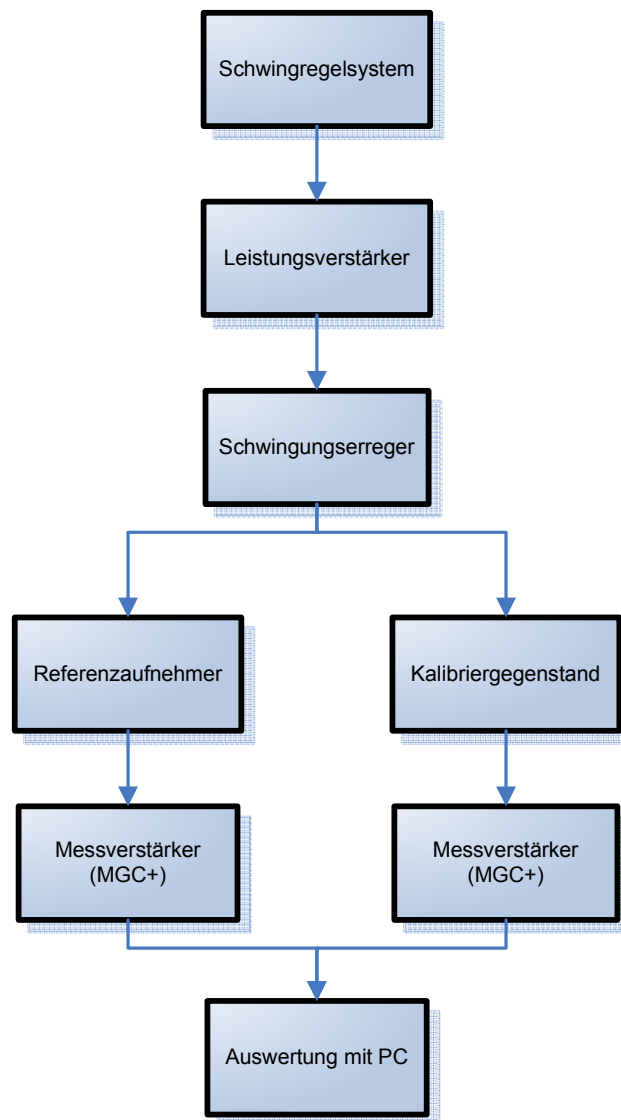 Schwingregelsystem
Leistungsverstärker
Schwingungserreger
Referenzaufnehmer
Kalibriergegenstand
Messverstärker
(MGC+)
Messverstärker
(MGC+)
Auswertung mit PC